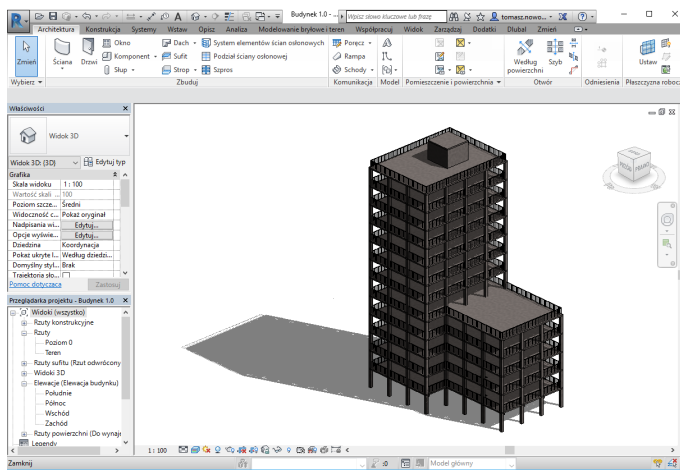 Budynek 1.0 - ...
Wpisz słowo kluczowe lub frazę
tomasz.nowo...
Architektura Konstrukcja Systemy Wstaw Opisz Analiza Modelowanie bryłowe i teren Współpracuj Widok Zarządzaj Dodatki Dlubal Zmień
Zmień
Ściana Drzwi
Okno
Komponent
Słup
Dach
Sufit
Strop
System elementów ścian osłonowych
Podział ściany osłonowej
Szpros
Poręcz
Rampa
Schody
Według powierzchni
Szyb
Ustaw
Wybierz
Zbuduj
Komunikacja Model Pomieszczenie i powierzchnia Otwór Odniesienia Płaszczyzna roboc
Właściwości X
Widok 3D
Widok 3D: {3D} Edytuj typ
Grafika
Skala widoku 1 : 100
Wartość skali ... 100
Poziom szcze... Średni
Widoczność c... Pokaż oryginał
Nadpisania wi... Edytuj...
Opcje wyświe... Edytuj...
Dziedzina Koordynacja
Pokaż ukryte l... Według dziedzi...
Domyślny styl... Brak
Trajektoria sło...
Pomoc dotycząca Zastosuj
Przeglądarka projektu - Budynek 1.0 X
Widoki (wszystko)
Rzuty konstrukcyjne
Rzuty
Poziom 0
Teren
Rzuty sufitu (Rzut odwrócony
Widoki 3D
Elewacje (Elewacja budynku)
Południe
Północ
Wschód
Zachód
Rzuty powierzchni (Do wynaję
Legendy
1 : 100
Zamknij
:0
Model główny